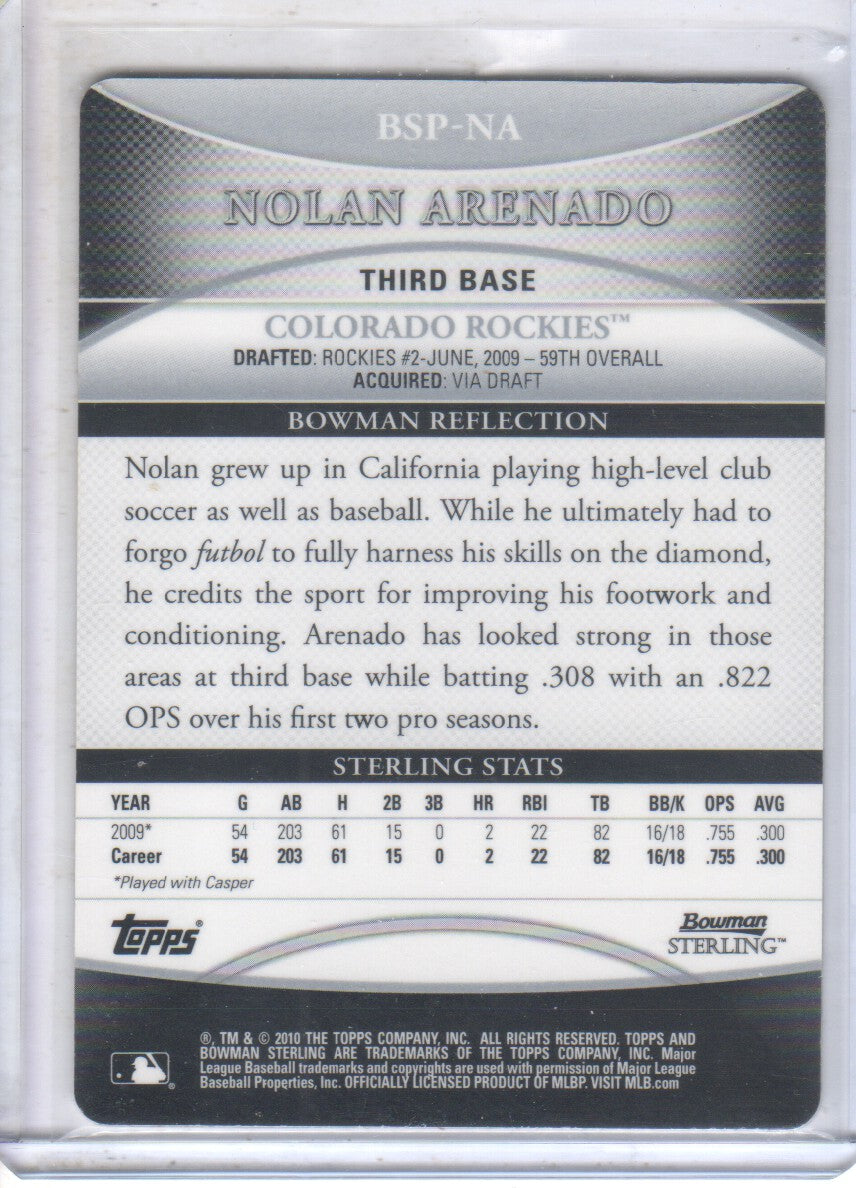 BSP-NA
NOLAN ARENADO
THIRD BASE
COLORADO ROCKIES™
DRAFTED: ROCKIES #2-JUNE, 2009 – 59TH OVERALL
ACQUIRED: VIA DRAFT
BOWMAN REFLECTION
Nolan grew up in California playing high-level club
soccer as well as baseball. While he ultimately had to
forgo futbol to fully harness his skills on the diamond,
he credits the sport for improving his footwork and
conditioning. Arenado has looked strong in those
areas at third base while batting .308 with an .822
OPS over his first two pro seasons.
STERLING STATS
YEAR G AB H 2B 3B HR RBI TB BB/K OPS AVG
2009* 54 203 61 15 0 2 22 82 16/18 .755 .300
Career 54 203 61 15 0 2 22 82 16/18 .755 .300
*Played with Casper
Topps®
Bowman
STERLING™
®, TM & © 2010 THE TOPPS COMPANY, INC. ALL RIGHTS RESERVED. TOPPS AND
BOWMAN STERLING ARE TRADEMARKS OF THE TOPPS COMPANY, INC. Major
League Baseball trademarks and copyrights are used with permission of Major League
Baseball Properties, Inc. OFFICIALLY LICENSED PRODUCT OF MLBP. VISIT MLB.com